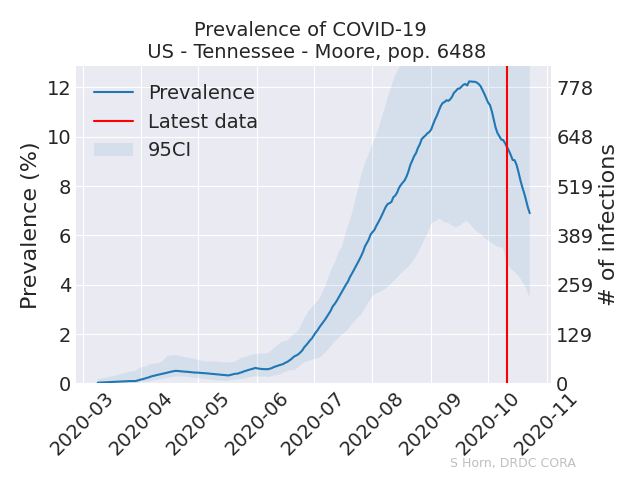 Prevalence of COVID-19
US - Tennessee - Moore, pop. 6488
Prevalence
Latest data
95CI
Prevalence (%)
12
10
8
6
4
2
0
# of infections
778
648
519
389
259
129
0
2020-03
2020-04
2020-05
2020-06
2020-07
2020-08
2020-09
2020-10
2020-11
S Horn, DRDC CORA